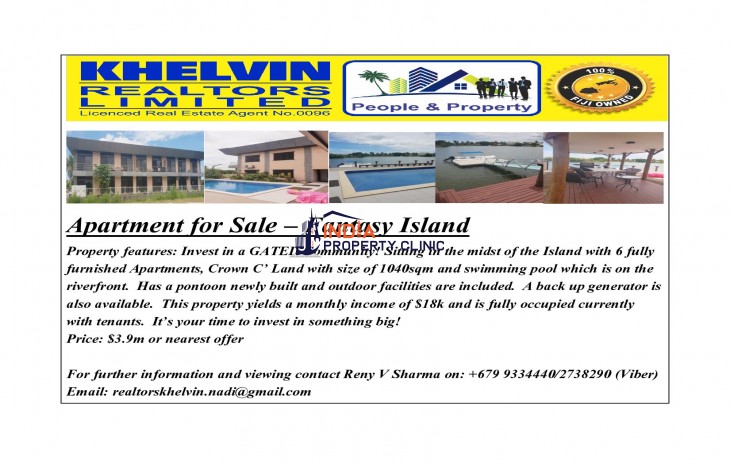 KHELVIN
REALTORS
LIMITED
Licenced Real Estate Agent No.0096
People & Property
100%
FIJI OWNED
Apartment for Sale – Fantasy Island
INDIA
PROPERTY CLINIC
Property features: Invest in a GATED Community! Sitting in the midst of the Island with 6 fully
furnished Apartments, Crown C’ Land with size of 1040sqm and swimming pool which is on the
riverfront. Has a pontoon newly built and outdoor facilities are included. A back up generator is
also available. This property yields a monthly income of $18k and is fully occupied currently
with tenants. It’s your time to invest in something big!
Price: $3.9m or nearest offer
For further information and viewing contact Reny V Sharma on: +679 9334440/2738290 (Viber)
Email: realtorskhelvin.nadi@gmail.com